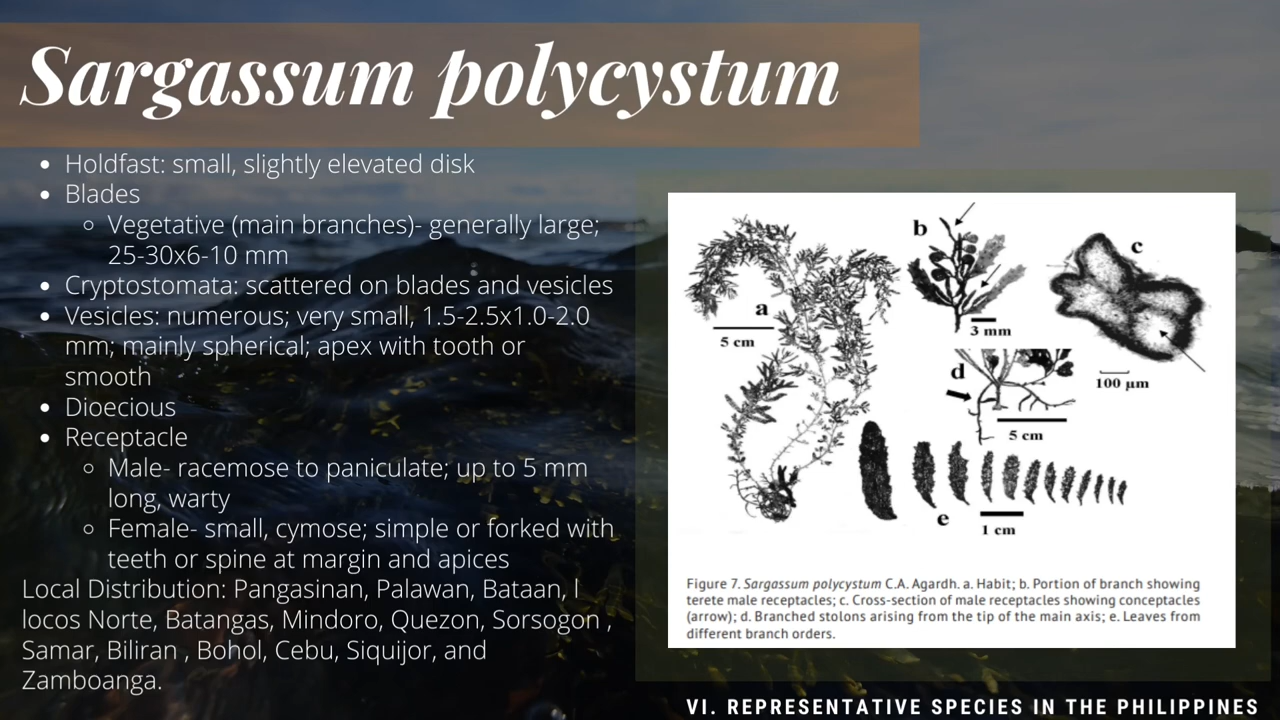 Sargassum polycystum
• Holdfast: small, slightly elevated disk
• Blades
○ Vegetative (main branches)- generally large;
25-30x6-10 mm
• Cryptostomata: scattered on blades and vesicles
• Vesicles: numerous; very small, 1.5-2.5x1.0-2.0
mm; mainly spherical; apex with tooth or
smooth
• Dioecious
• Receptacle
○ Male- racemose to paniculate; up to 5 mm
long, warty
○ Female- small, cymose; simple or forked with
teeth or spine at margin and apices
Local Distribution: Pangasinan, Palawan, Bataan, I
locos Norte, Batangas, Mindoro, Quezon, Sorsogon ,
Samar, Biliran , Bohol, Cebu, Siquijor, and
Zamboanga.
a
5 cm
b
3 mm
c
100 µm
d
5 cm
e
1 cm
Figure 7. Sargassum polycystum C.A. Agardh. a. Habit; b. Portion of branch showing
terete male receptacles; c. Cross-section of male receptacles showing conceptacles
(arrow); d. Branched stolons arising from the tip of the main axis; e. Leaves from
different branch orders.
VI. REPRESENTATIVE SPECIES IN THE PHILIPPINES